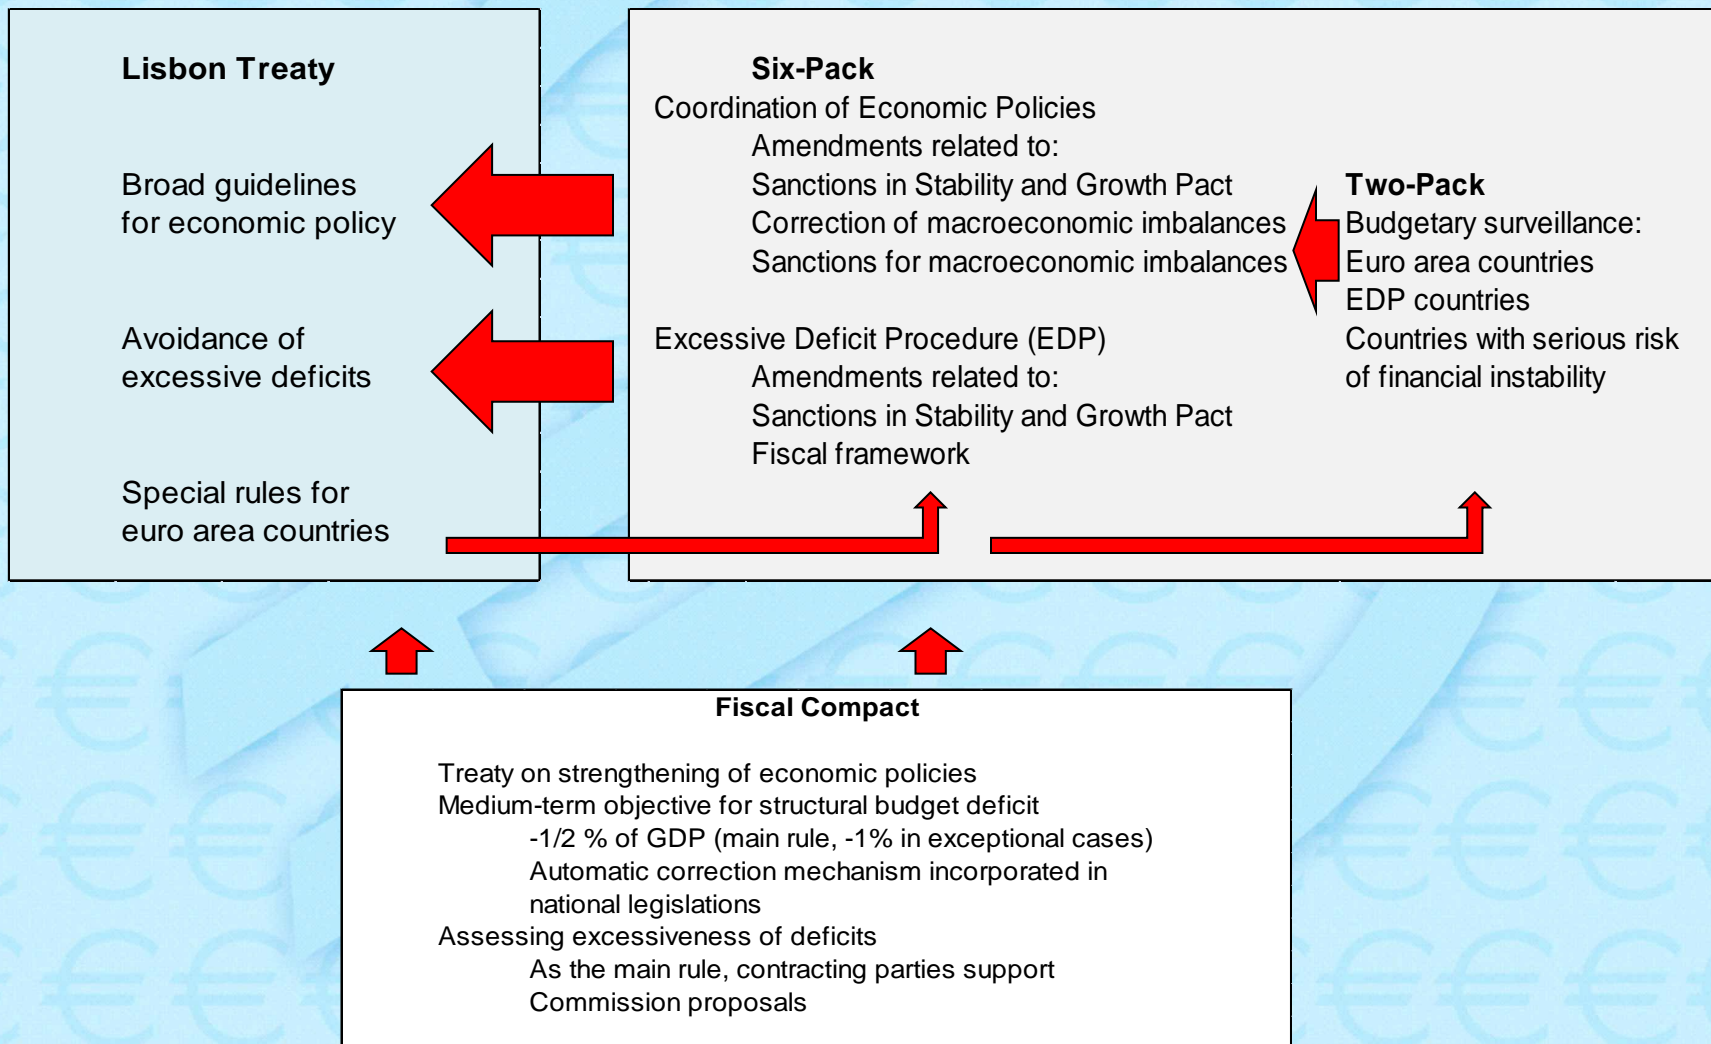 Lisbon Treaty
Broad guidelines
for economic policy
Avoidance of
excessive deficits
Special rules for
euro area countries
Six-Pack
Coordination of Economic Policies
Amendments related to:
Sanctions in Stability and Growth Pact
Correction of macroeconomic imbalances
Sanctions for macroeconomic imbalances
Excessive Deficit Procedure (EDP)
Amendments related to:
Sanctions in Stability and Growth Pact
Fiscal framework
Two-Pack
Budgetary surveillance:
Euro area countries
EDP countries
Countries with serious risk
of financial instability
Fiscal Compact
Treaty on strengthening of economic policies
Medium-term objective for structural budget deficit
-1/2 % of GDP (main rule, -1% in exceptional cases)
Automatic correction mechanism incorporated in
national legislations
Assessing excessiveness of deficits
As the main rule, contracting parties support
Commission proposals